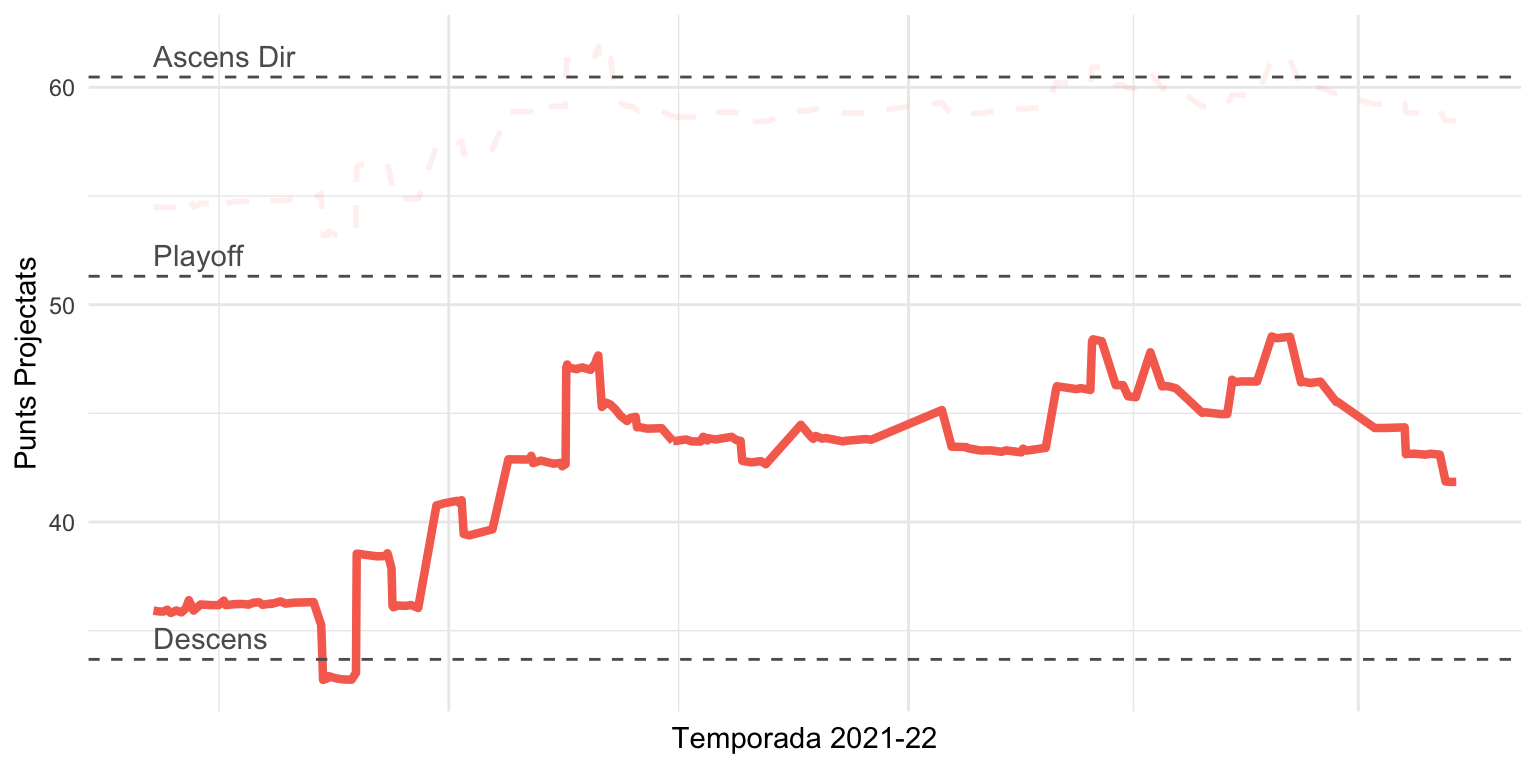 Ascens Dir
60
Playoff
50
Punts Projectats
40
Descens
Temporada 2021-22